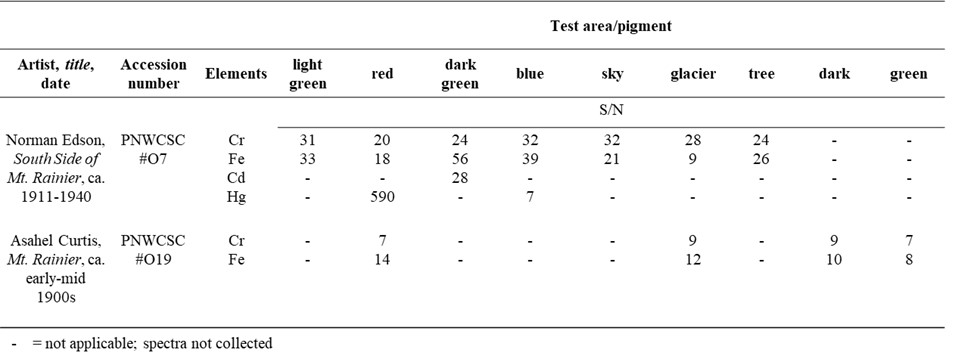 Test area/pigment
Artist, title, date Accession number Elements light green red dark green blue sky glacier tree dark green
S/N
Norman Edson, PNWCSC Cr 31 20 24 32 32 28 24 - -
South Side of #O7 Fe 33 18 56 39 21 9 26 - -
Mt. Rainier, ca. Cd - - 28 - - - - - -
1911-1940 Hg - 590 - 7 - - - - -
Asahel Curtis, PNWCSC Cr - 7 - - - 9 - 9 7
Mt. Rainier, ca. #O19 Fe - 14 - - - 12 - 10 8
early-mid
1900s
- = not applicable; spectra not collected